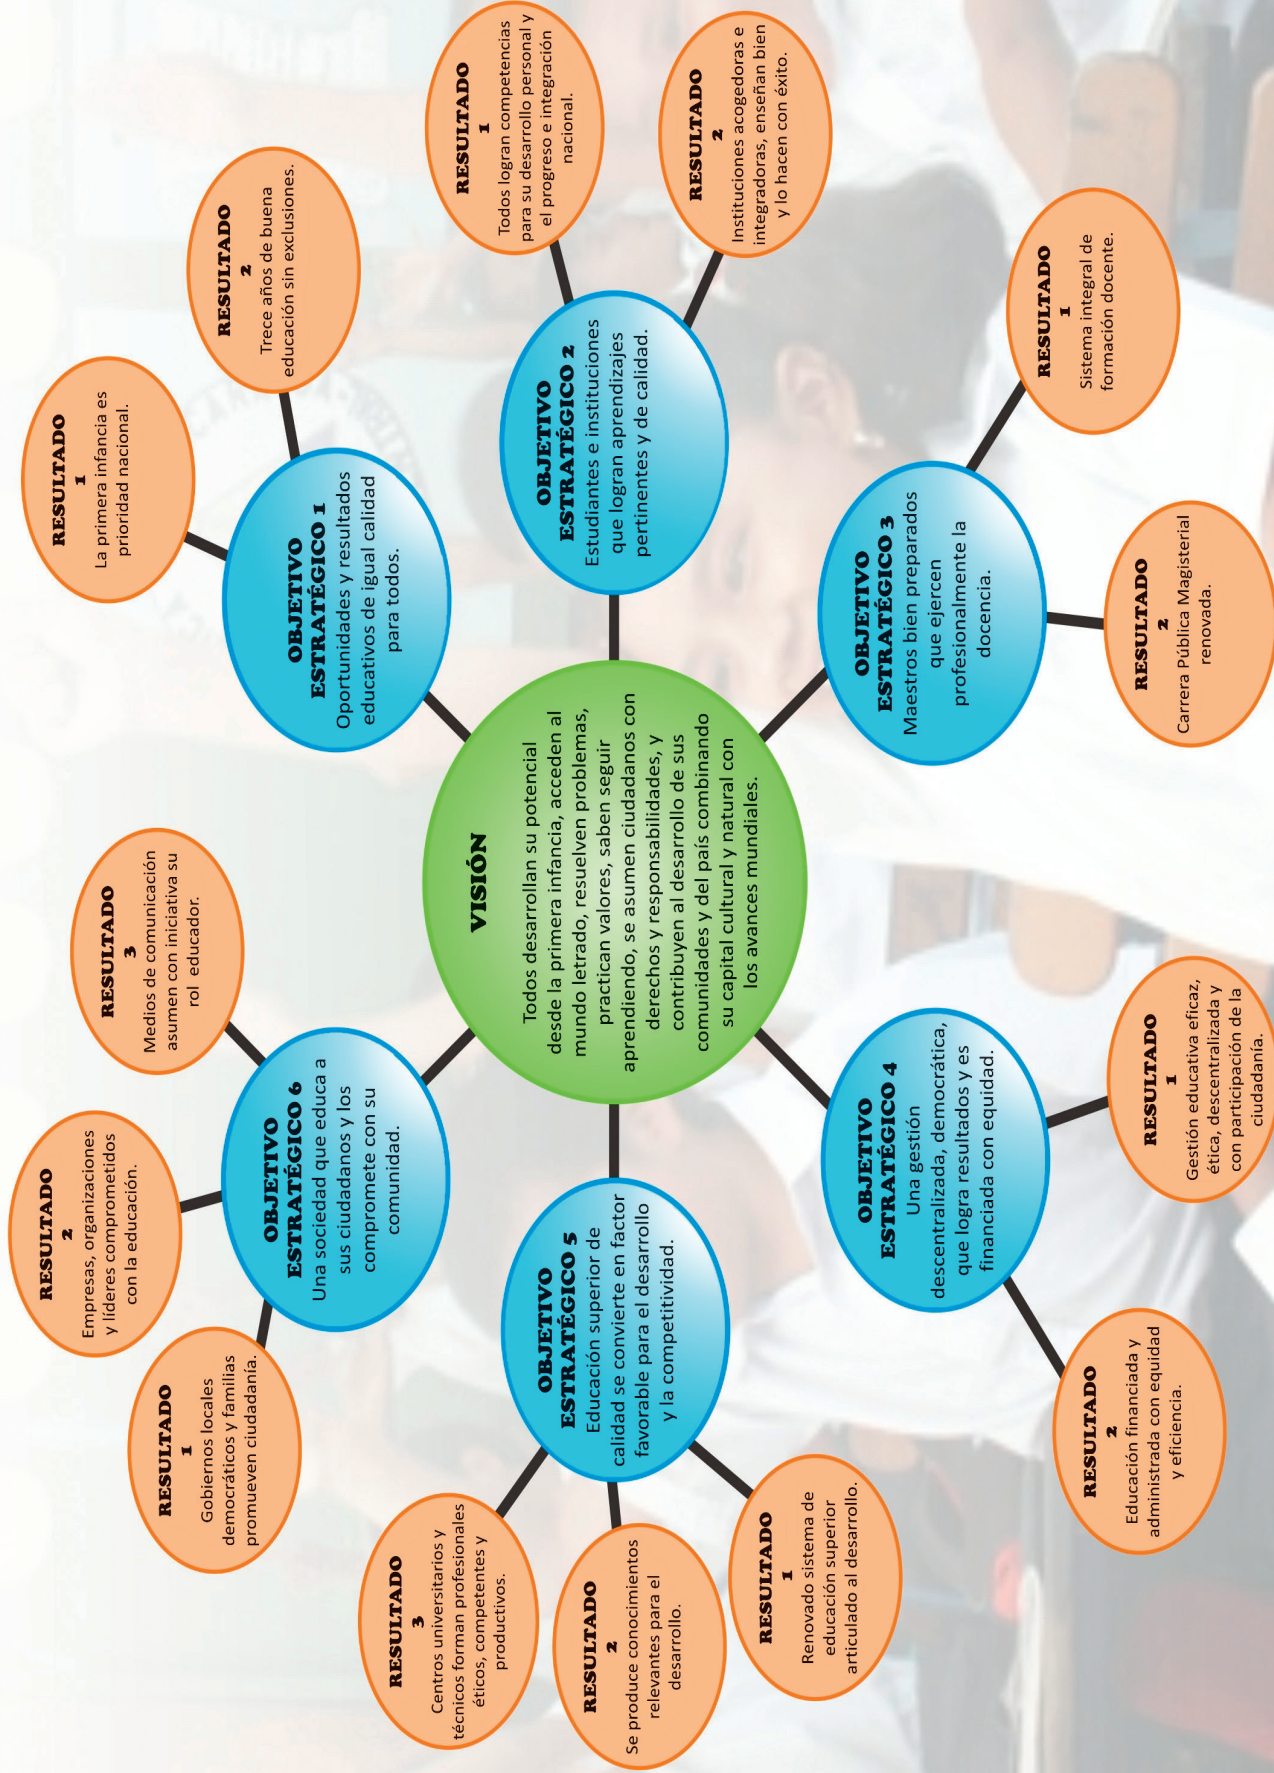 VISIÓN
Todos desarrollan su potencial
desde la primera infancia, acceden al
mundo letrado, resuelven problemas,
practican valores, saben seguir
aprendiendo, se asumen ciudadanos con
derechos y responsabilidades, y
contribuyen al desarrollo de sus
comunidades y del país combinando
su capital cultural y natural con
los avances mundiales.
OBJETIVO
ESTRATÉGICO 1
Oportunidades y resultados
educativos de igual calidad
para todos.
RESULTADO
1
La primera infancia es
prioridad nacional.
RESULTADO
2
Trece años de buena
educación sin exclusiones.
OBJETIVO
ESTRATÉGICO 2
Estudiantes e instituciones
que logran aprendizajes
pertinentes y de calidad.
RESULTADO
1
Todos logran competencias
para su desarrollo personal y
el progreso e integración
nacional.
RESULTADO
2
Instituciones acogedoras e
integradoras, enseñan bien
y lo hacen con éxito.
OBJETIVO
ESTRATÉGICO 3
Maestros bien preparados
que ejercen
profesionalmente la
docencia.
RESULTADO
1
Sistema integral de
formación docente.
RESULTADO
2
Carrera Pública Magisterial
renovada.
OBJETIVO
ESTRATÉGICO 4
Una gestión
descentralizada, democrática,
que logra resultados y es
financiada con equidad.
RESULTADO
1
Gestión educativa eficaz,
ética, descentralizada y
con participación de la
ciudadanía.
RESULTADO
2
Educación financiada y
administrada con equidad
y eficiencia.
OBJETIVO
ESTRATÉGICO 5
Educación superior de
calidad se convierte en factor
favorable para el desarrollo
y la competitividad.
RESULTADO
1
Renovado sistema de
educación superior
articulado al desarrollo.
RESULTADO
2
Se produce conocimientos
relevantes para el
desarrollo.
RESULTADO
3
Centros universitarios y
técnicos forman profesionales
éticos, competentes y
productivos.
OBJETIVO
ESTRATÉGICO 6
Una sociedad que educa a
sus ciudadanos y los
compromete con su
comunidad.
RESULTADO
1
Gobiernos locales
democráticos y familias
promueven ciudadanía.
RESULTADO
2
Empresas, organizaciones
y líderes comprometidos
con la educación.
RESULTADO
3
Medios de comunicación
asumen con iniciativa su
rol educador.